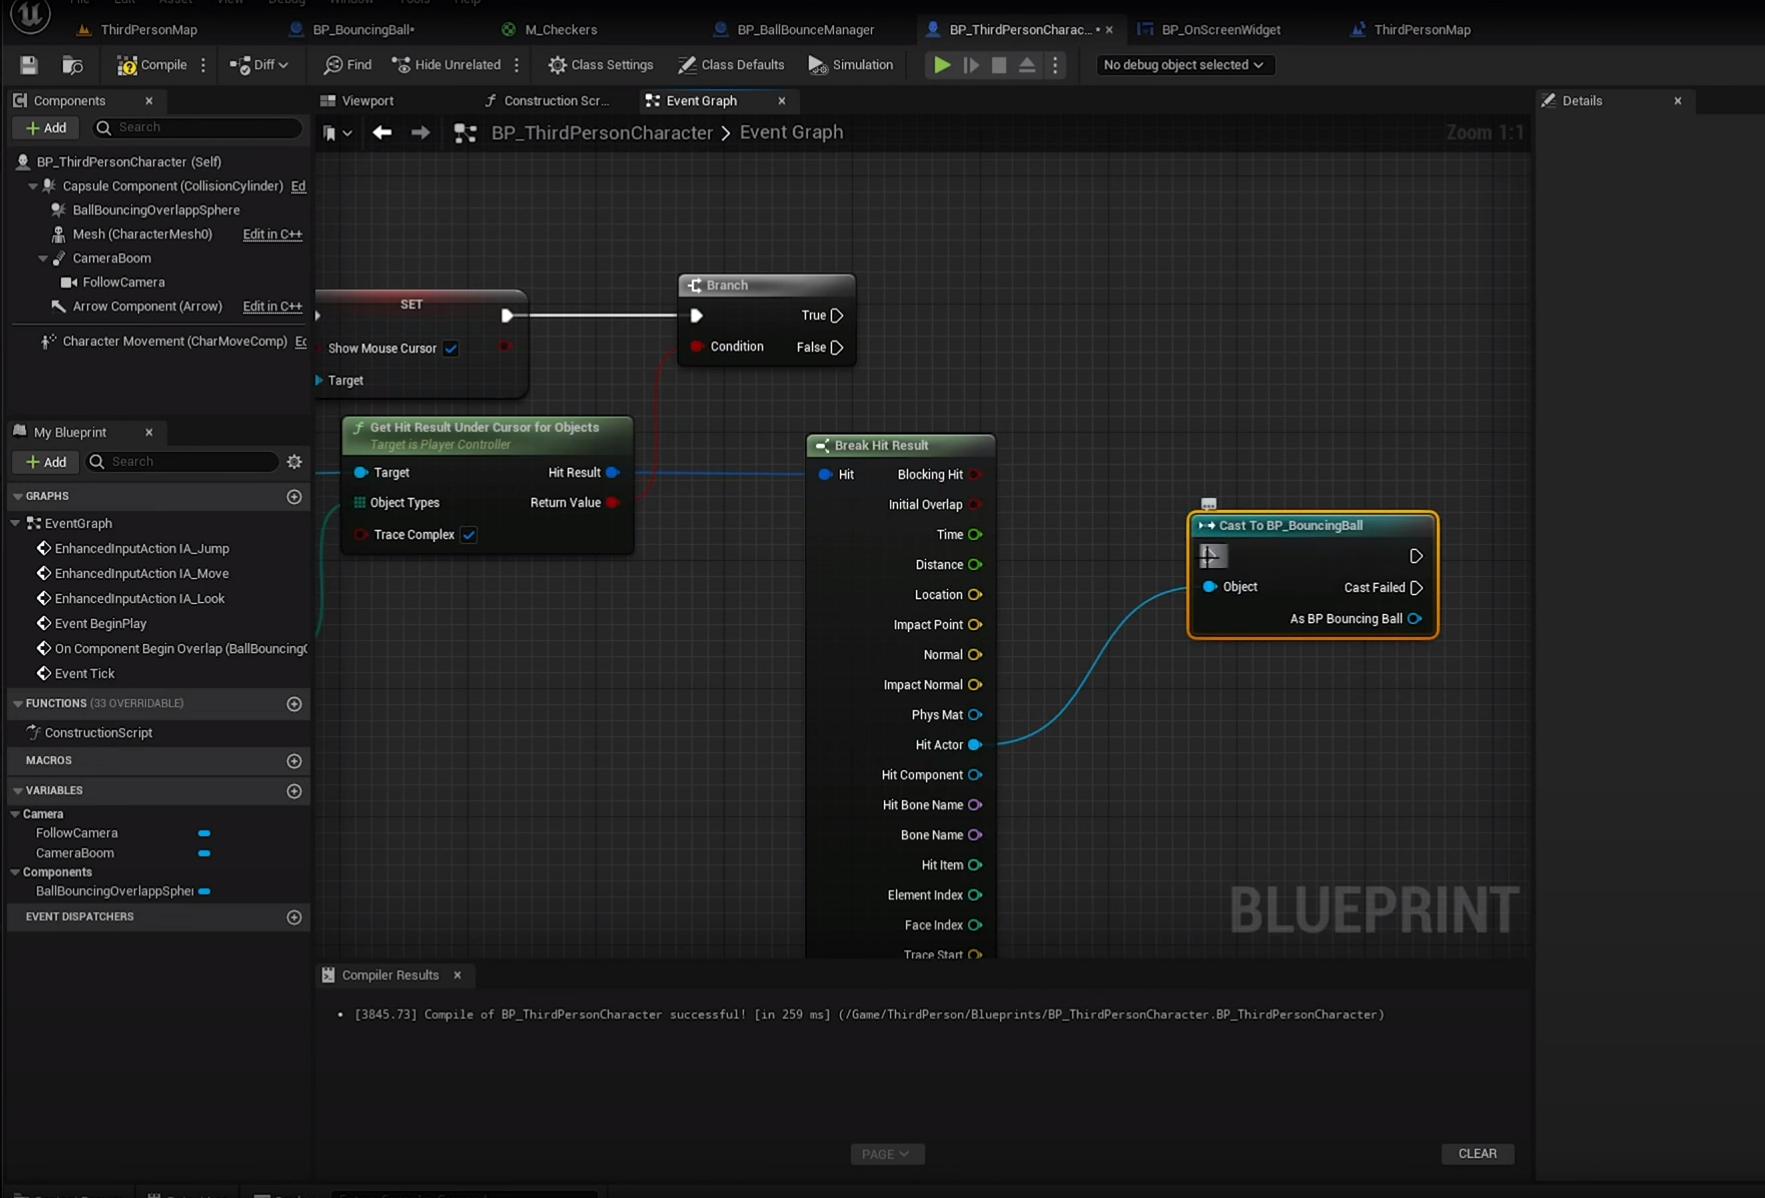 File Edit Asset View Debug Window Tools Help
ThirdPersonMap
BP_BouncingBall•
M_Checkers
BP_BallBounceManager
BP_ThirdPersonCharac... •
BP_OnScreenWidget
ThirdPersonMap
Compile
Diff
Find
Hide Unrelated
Class Settings
Class Defaults
Simulation
No debug object selected
Components
Viewport
Construction Scr...
Event Graph
Details
+ Add
Search
BP_ThirdPersonCharacter > Event Graph
Zoom 1:1
BP_ThirdPersonCharacter (Self)
Capsule Component (CollisionCylinder) Ed
BallBouncingOverlappSphere
Mesh (CharacterMesh0) Edit in C++
CameraBoom
FollowCamera
Arrow Component (Arrow) Edit in C++
Character Movement (CharMoveComp) Ec
My Blueprint
+ Add
Search
GRAPHS
EventGraph
EnhancedInputAction IA_Jump
EnhancedInputAction IA_Move
EnhancedInputAction IA_Look
Event BeginPlay
On Component Begin Overlap (BallBouncing(
Event Tick
FUNCTIONS (33 OVERRIDABLE)
ConstructionScript
MACROS
VARIABLES
Camera
FollowCamera
CameraBoom
Components
BallBouncingOverlappSpher
EVENT DISPATCHERS
SET
Show Mouse Cursor
Target
Branch
True
Condition
False
Get Hit Result Under Cursor for Objects
Target is Player Controller
Target
Hit Result
Object Types
Return Value
Trace Complex
Break Hit Result
Hit
Blocking Hit
Initial Overlap
Time
Distance
Location
Impact Point
Normal
Impact Normal
Phys Mat
Hit Actor
Hit Component
Hit Bone Name
Bone Name
Hit Item
Element Index
Face Index
Trace Start
Cast To BP_BouncingBall
Object
Cast Failed
As BP Bouncing Ball
BLUEPRINT
Compiler Results
• [3845.73] Compile of BP_ThirdPersonCharacter successful! [in 259 ms] (/Game/ThirdPerson/Blueprints/BP_ThirdPersonCharacter.BP_ThirdPersonCharacter)
PAGE
CLEAR